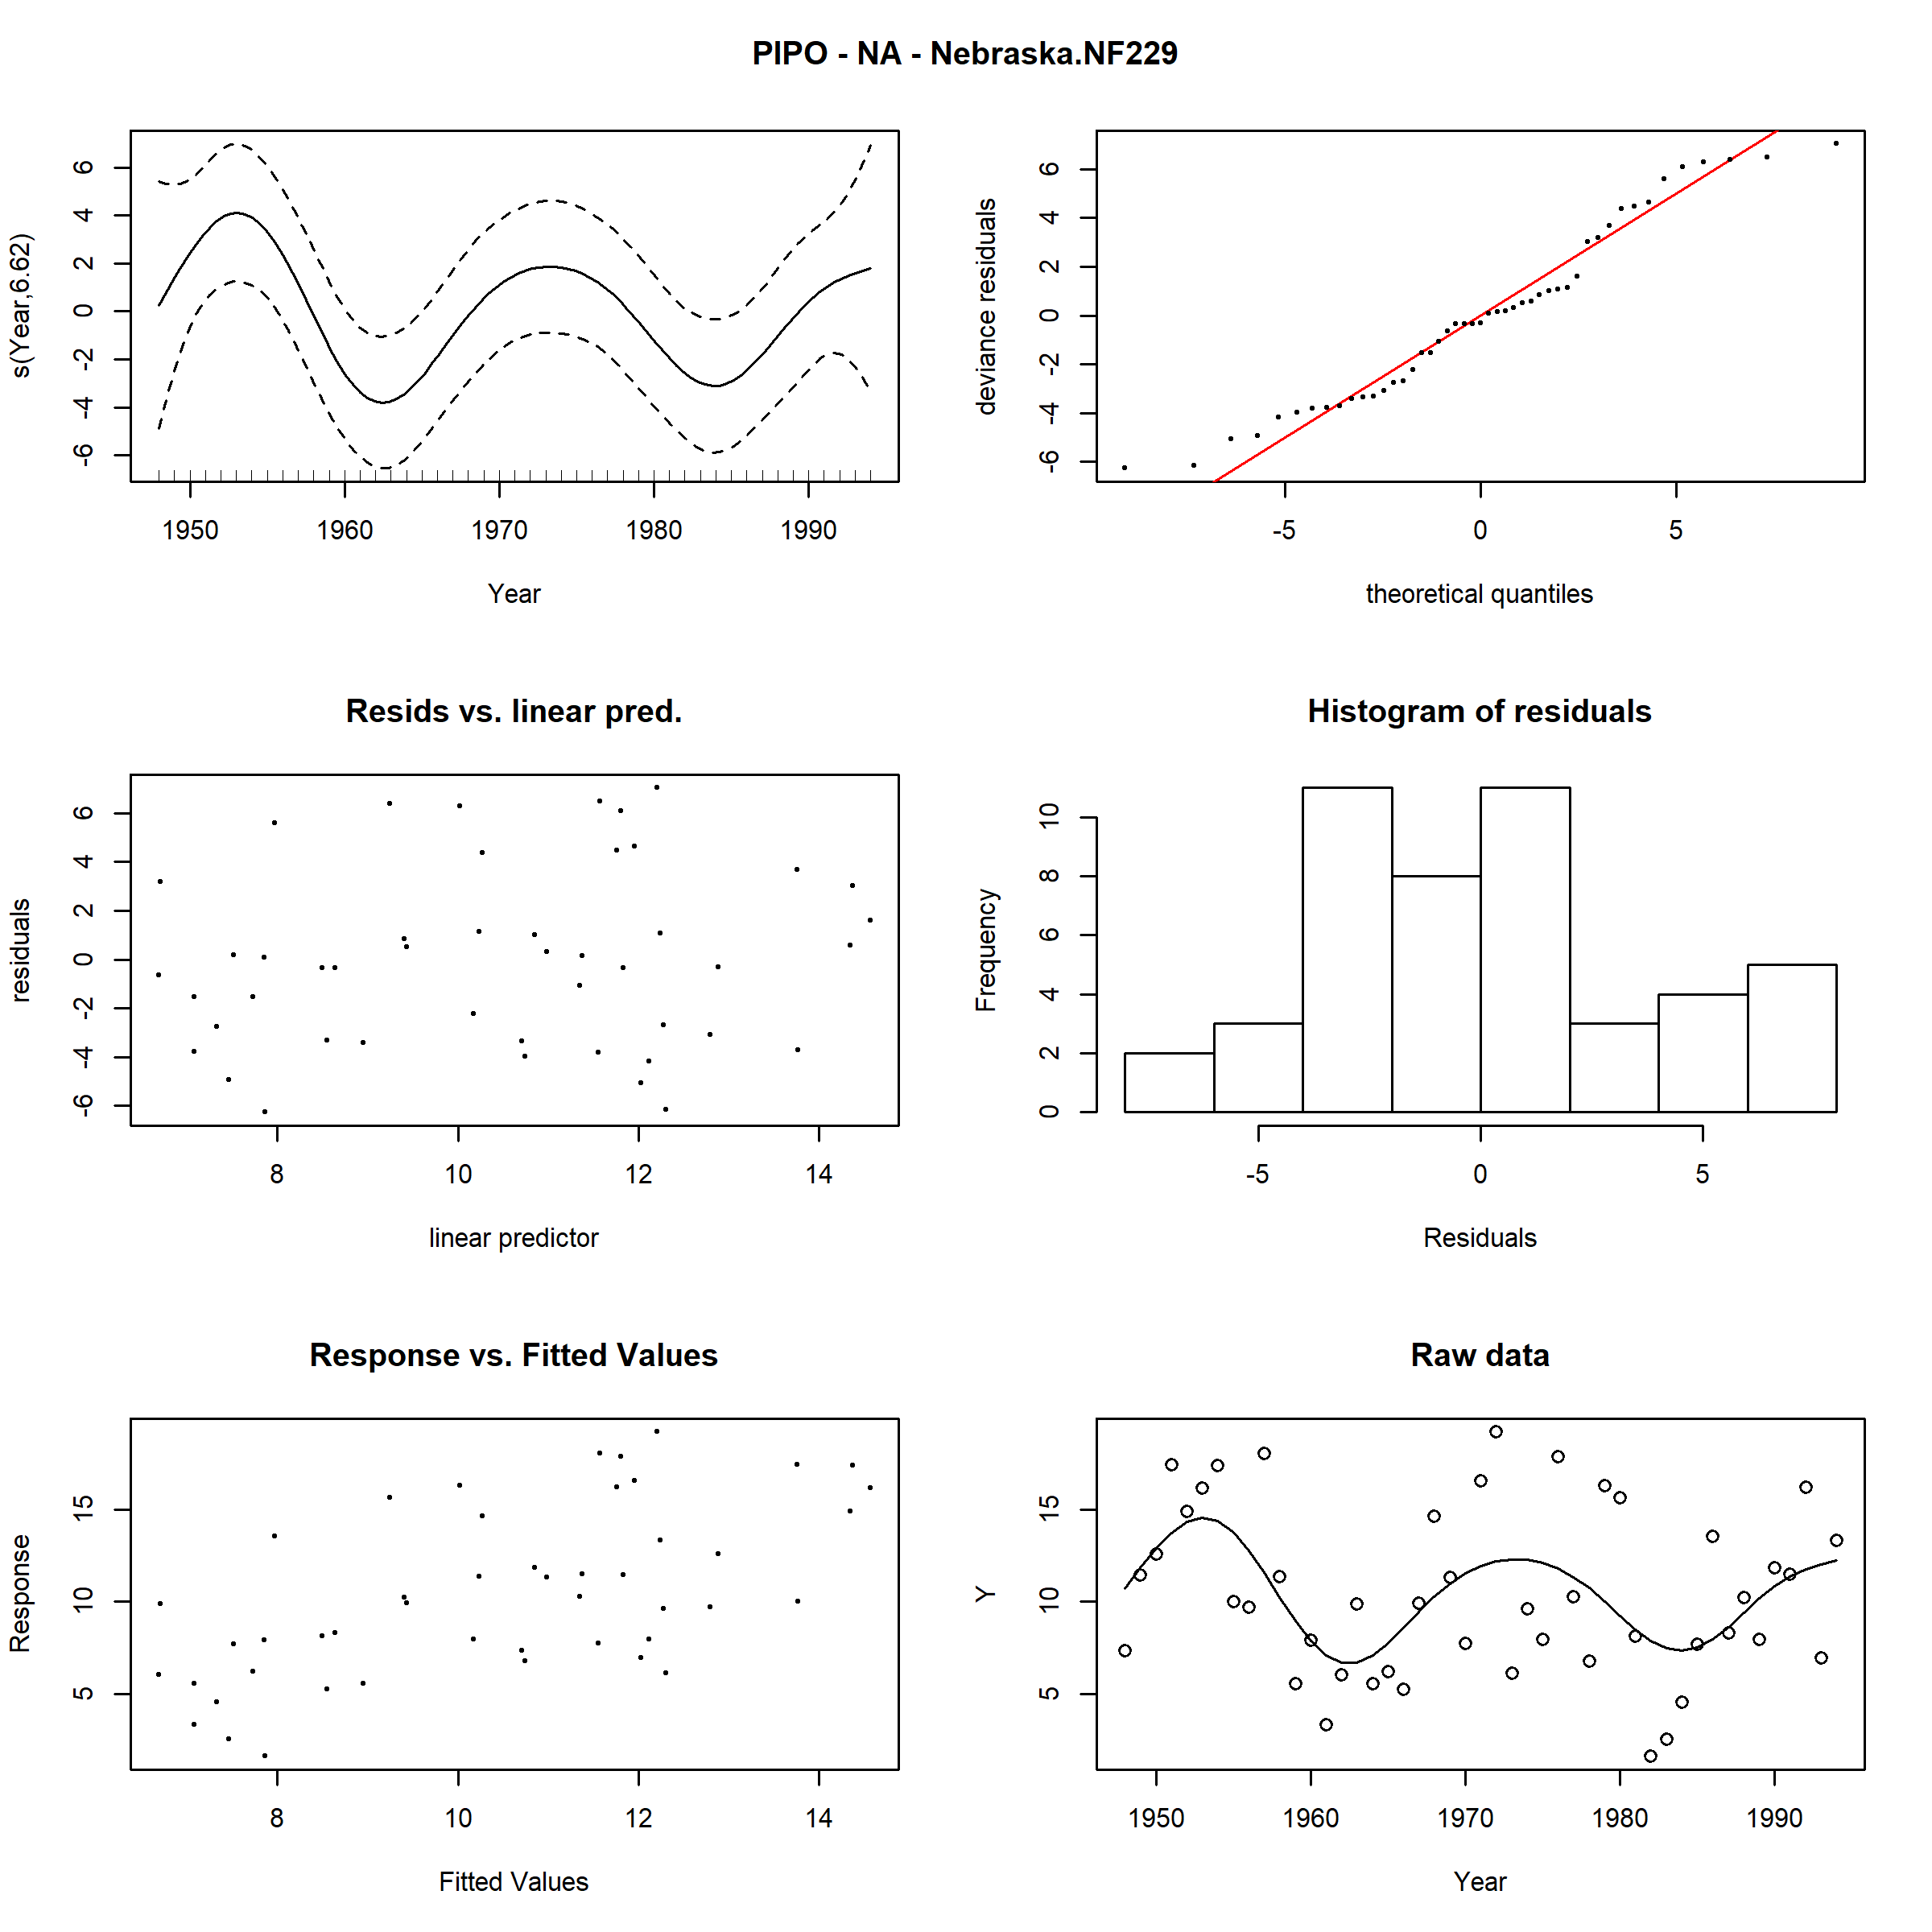 PIPO - NA - Nebraska.NF229
s(Year,6.62)
6
4
2
0
-2
-4
-6
1950 1960 1970 1980 1990
Year
deviance residuals
6
4
2
0
-2
-4
-6
-5 0 5
theoretical quantiles
Resids vs. linear pred.
residuals
6
4
2
0
-2
-4
-6
8 10 12 14
linear predictor
Histogram of residuals
Frequency
10
8
6
4
2
0
-5 0 5
Residuals
Response vs. Fitted Values
Response
15
10
5
8 10 12 14
Fitted Values
Raw data
Y
15
10
5
1950 1960 1970 1980 1990
Year